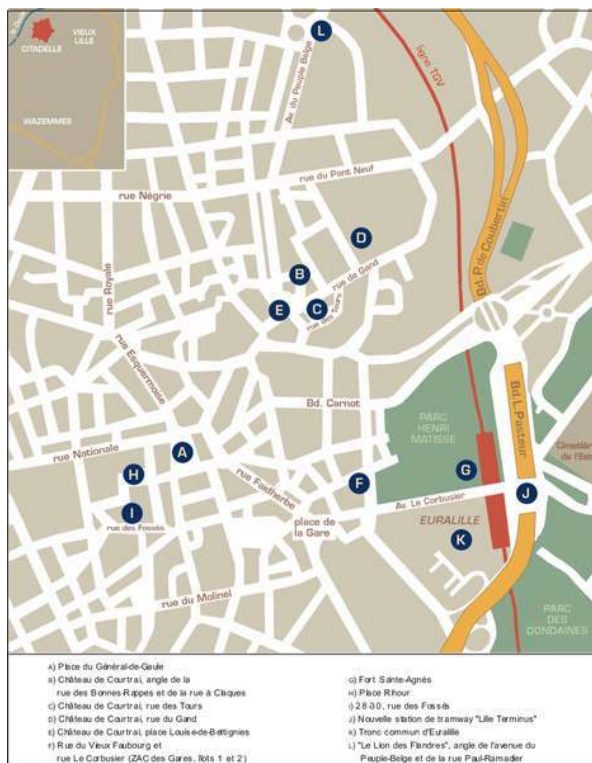 R. Deûle
CITADELLE
VIEUX
LILLE
WAZEMMES
L
Av. du Peuple Belge
ligne TGV
rue du Pont Neuf
rue Négrie
Bd. P. de Coubertin
D
B
rue de Gand
E
C
rue des Tours
rue Royale
rue Esquermoise
Bd. Carnot
Bd. L. Pasteur
PARC
HENRI
MATISSE
Cimetière
de l'Est
rue Nationale
A
H
G
F
rue Faidherbe
Av. Le Corbusier
J
I
rue des Fossés
place de
la Gare
EURALILLE
K
rue du Molinel
PARC
DES
DONDAINES
A) Place du Général-de-Gaule
B) Château de Courtrai, angle de la
rue des Bonnes-Rappes et de la rue à Claques
C) Château de Courtrai, rue des Tours
D) Château de Courtrai, rue du Gand
E) Château de Courtrai, place Louise-de-Bettignies
F) Rue du Vieux Faubourg et
rue Le Corbusier (ZAC des Gares, îlots 1 et 2)
G) Fort Sainte-Agnès
H) Place Rihour
I) 28-30, rue des Fossés
J) Nouvelle station de tramway "Lille Terminus"
K) Tronc commun d'Euralille
L) "Le Lion des Flandres", angle de l'avenue du
Peuple-Belge et de la rue Paul-Ramadier